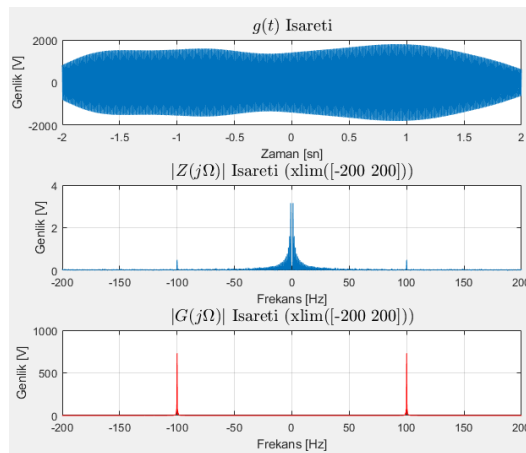 g(t) Isareti
2000
0
-2000
Genlik [V]
-2 -1.5 -1 -0.5 0 0.5 1 1.5 2
Zaman [sn]
|Z(jΩ)| Isareti (xlim([-200 200]))
4
2
0
Genlik [V]
-200 -150 -100 -50 0 50 100 150 200
Frekans [Hz]
|G(jΩ)| Isareti (xlim([-200 200]))
1000
500
0
Genlik [V]
-200 -150 -100 -50 0 50 100 150 200
Frekans [Hz]